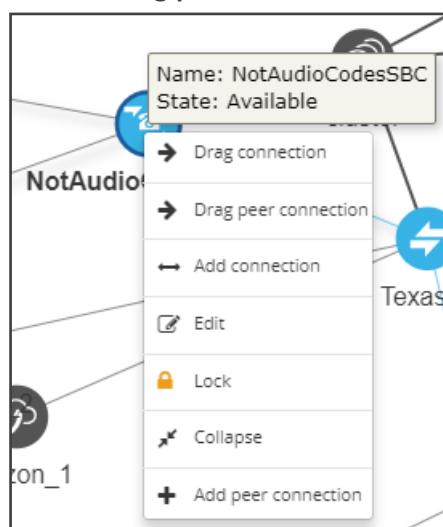 Name: NotAudioCodesSBC
State: Available
NotAudio
Drag connection
Drag peer connection
Add connection
Texas
Edit
Lock
Collapse
zon_1
Add peer connection